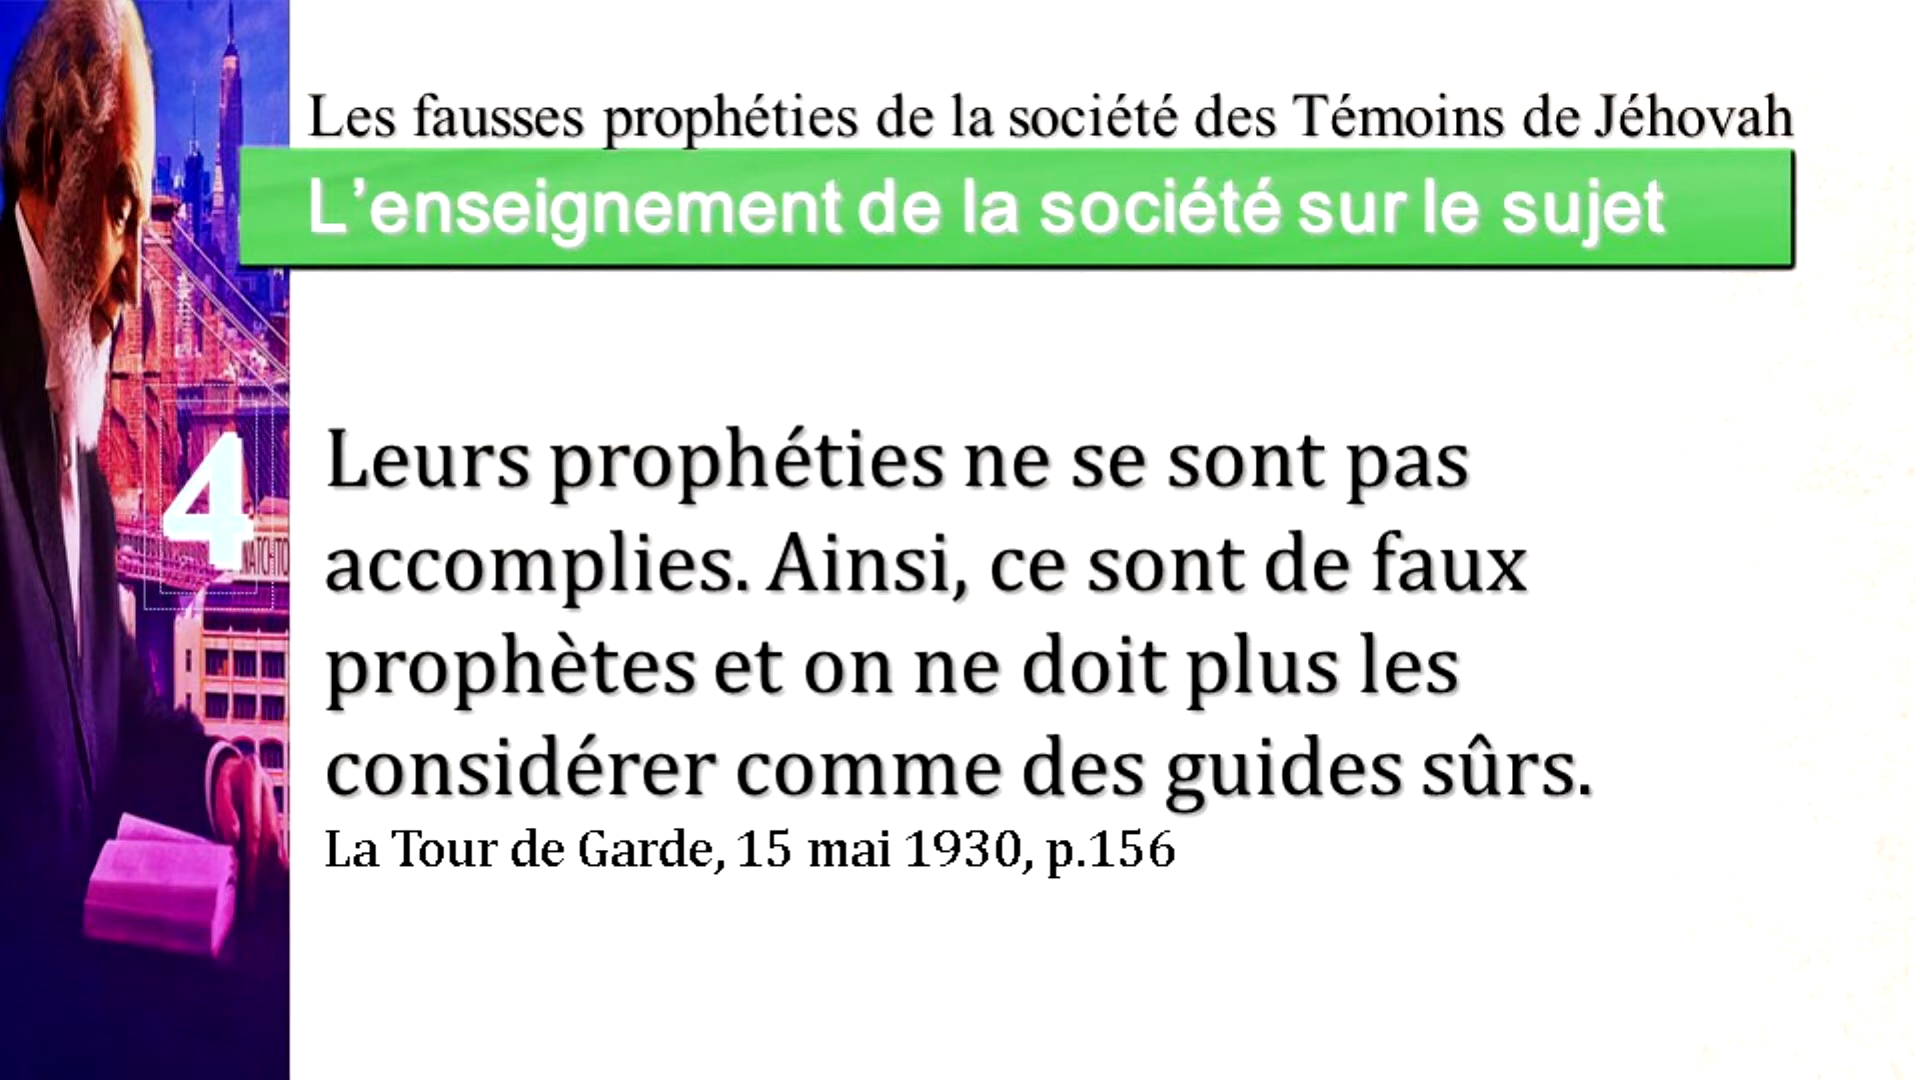 Les fausses prophéties de la société des Témoins de Jéhovah
L’enseignement de la société sur le sujet
4
Leurs prophéties ne se sont pas
accomplies. Ainsi, ce sont de faux
prophètes et on ne doit plus les
considérer comme des guides sûrs.
La Tour de Garde, 15 mai 1930, p.156